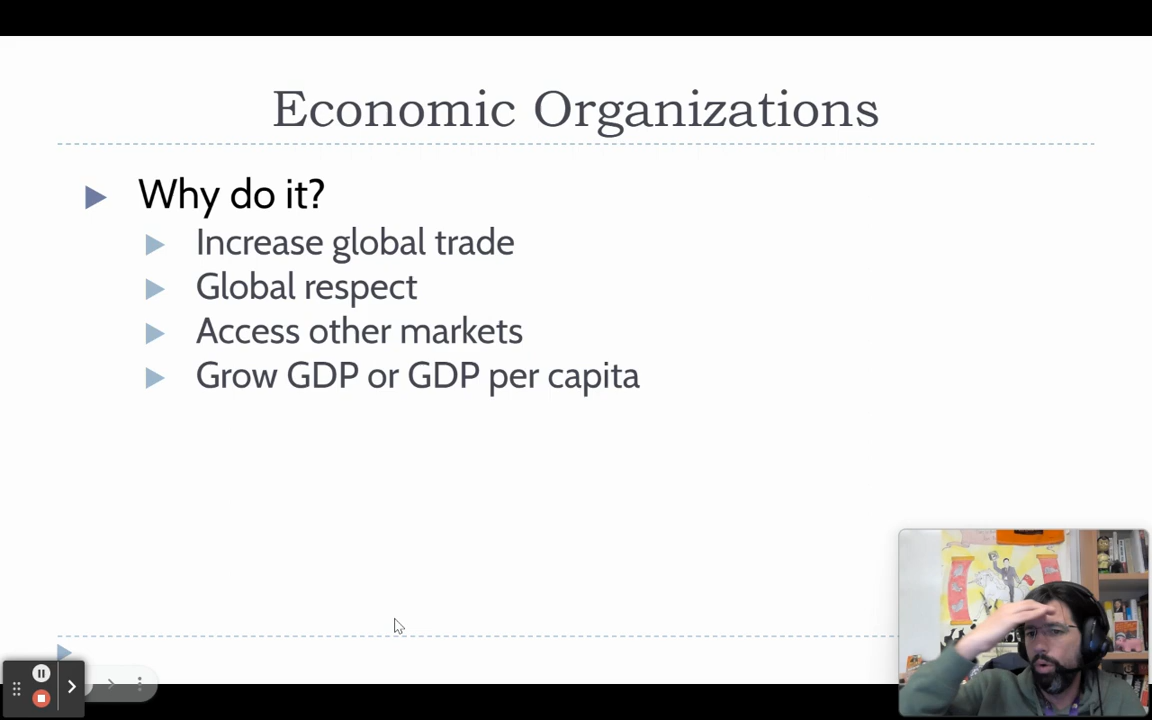 Economic Organizations
Why do it?
Increase global trade
Global respect
Access other markets
Grow GDP or GDP per capita